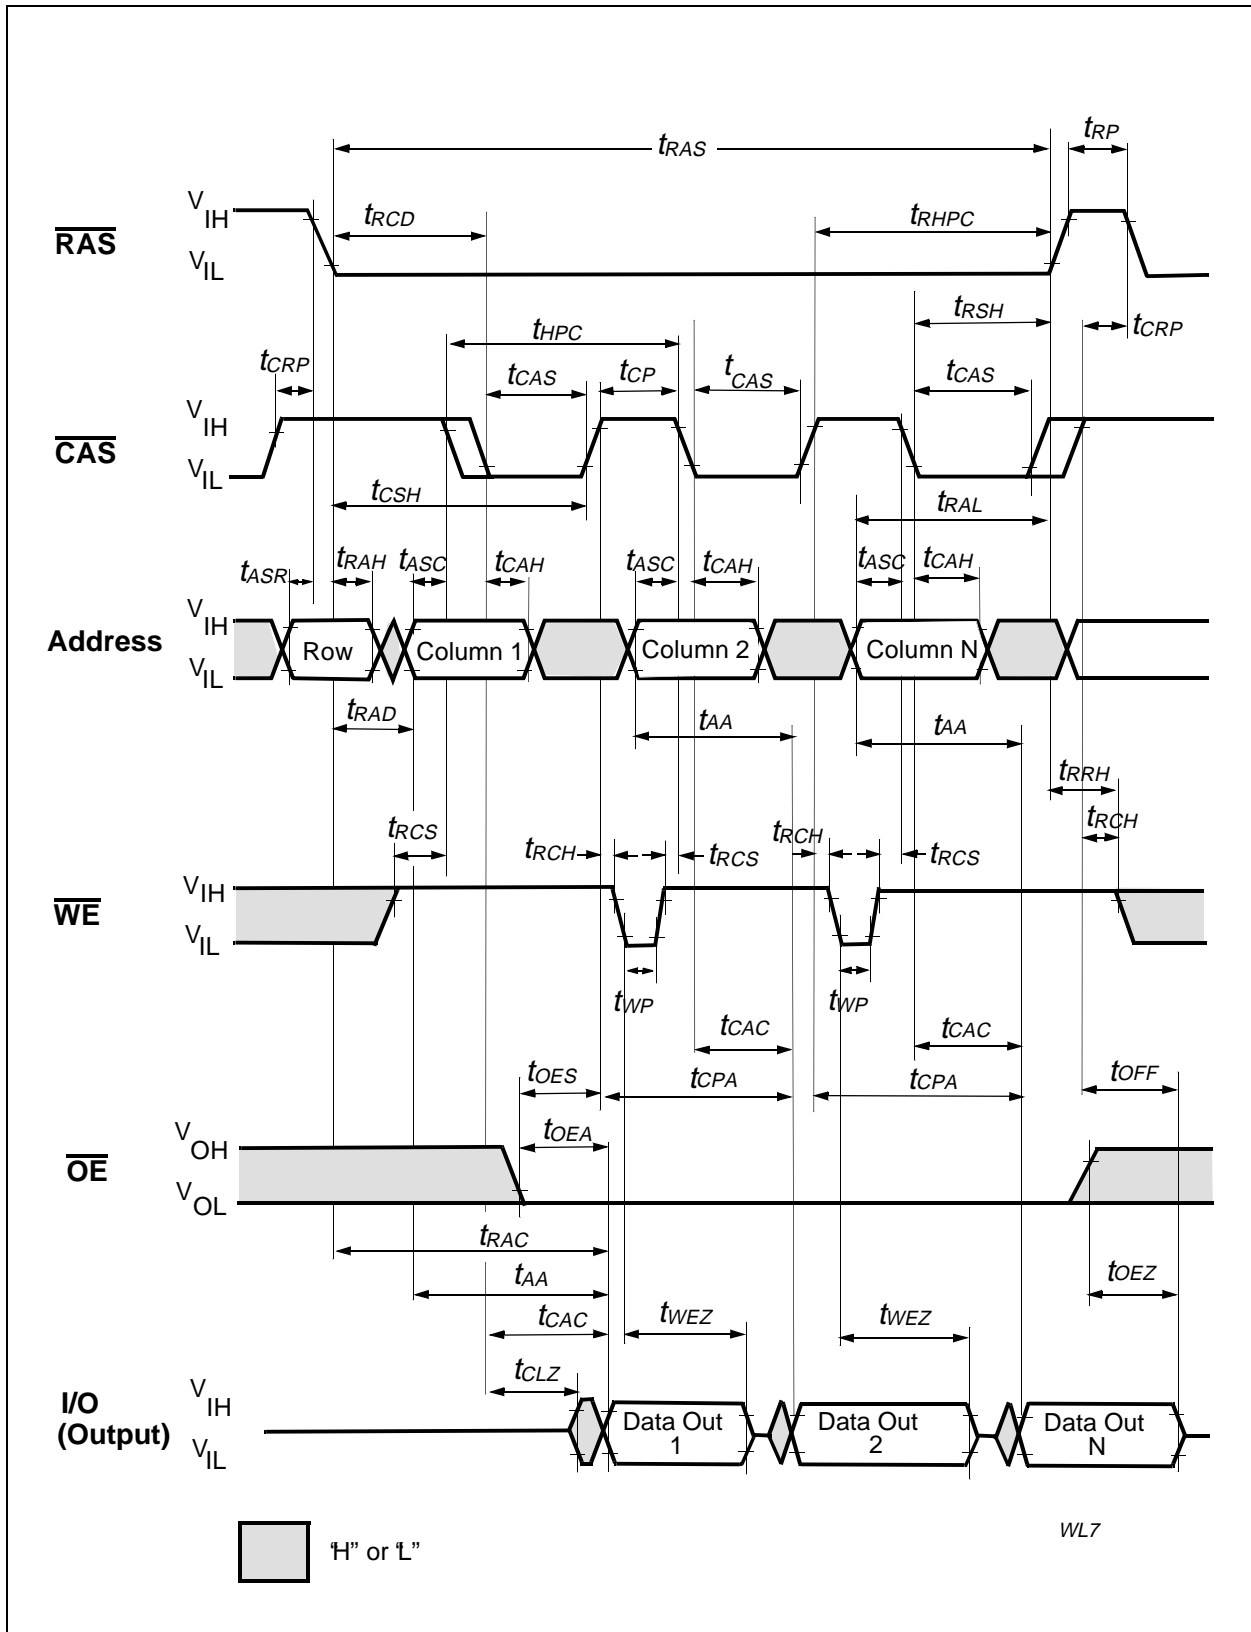 tRAS
tRP
VIH
RAS
VIL
tRCD
tRHPC
tHPC
tRSH
tCRP
tCRP
tCAS
tCP
tCAS
tCAS
VIH
CAS
VIL
tCSH
tRAL
tASR
tRAH
tASC
tCAH
tASC
tCAH
tASC
tCAH
VIH
Address
VIL
Row
Column 1
Column 2
Column N
tRAD
tAA
tAA
tRRH
tRCS
tRCH
tRCS
tRCH
tRCS
tRCH
VIH
WE
VIL
tWP
tWP
tCAC
tCAC
tOES
tCPA
tCPA
tOFF
tOEA
VOH
OE
VOL
tRAC
tAA
tOEZ
tCAC
tWEZ
tWEZ
tCLZ
VIH
I/O
(Output)
VIL
Data Out
1
Data Out
2
Data Out
N
WL7
“H” or “L”